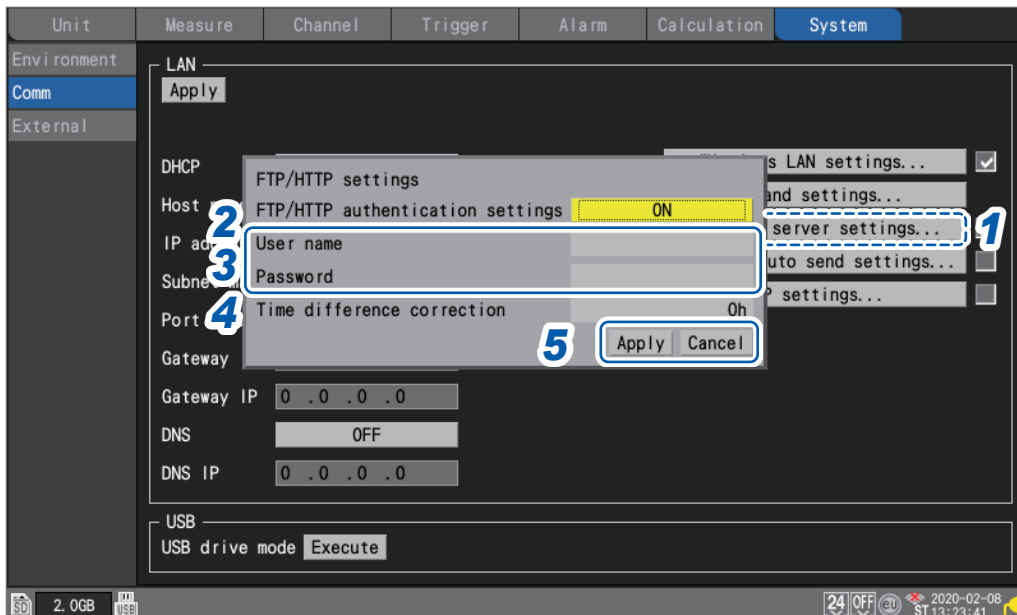 Unit Measure Channel Trigger Alarm Calculation System
Environment
Comm
External
LAN
Apply
DHCP
s LAN settings...
FTP/HTTP settings
Host
and settings...
2
FTP/HTTP authentication settings ON
server settings... 1
IP
User name
uto send settings...
3
Password
Subne
settings...
4
Time difference correction 0h
Port
5
Apply Cancel
Gateway
Gateway IP 0 .0 .0 .0
DNS OFF
DNS IP 0 .0 .0 .0
USB
USB drive mode Execute
SD 2.0GB USB
24 OFF 2020-02-08
ST 13:23:41